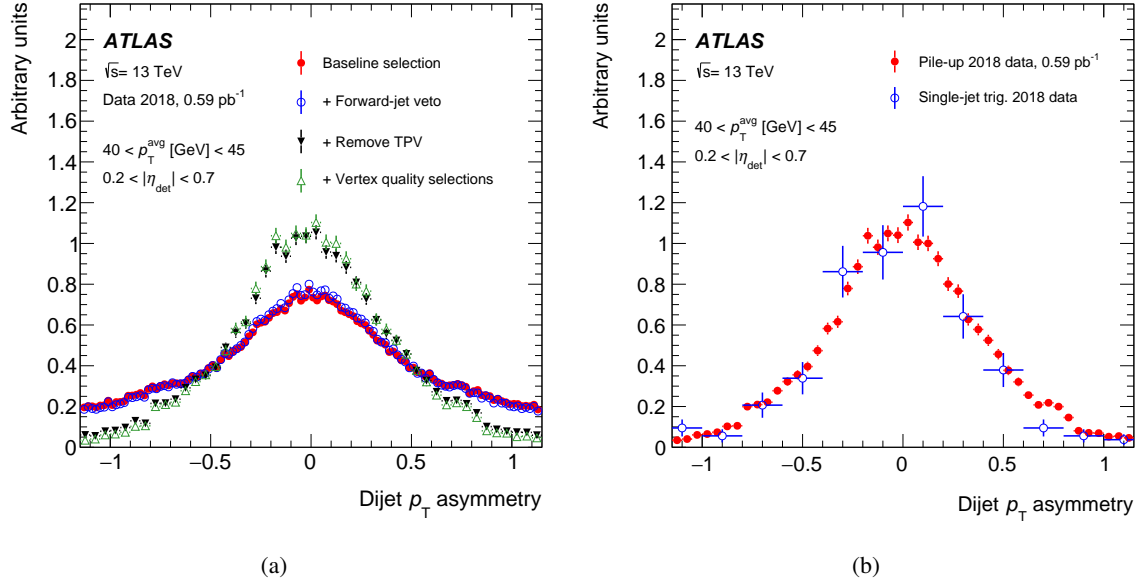 Arbitrary units
2
1.8
1.6
1.4
1.2
1
0.8
0.6
0.4
0.2
0
ATLAS
√s= 13 TeV
Data 2018, 0.59 pb⁻¹
40 < p_T^avg [GeV] < 45
0.2 < |η_det| < 0.7
Baseline selection
+ Forward-jet veto
+ Remove TPV
+ Vertex quality selections
−1
−0.5
0
0.5
1
Dijet p_T asymmetry
(a)
Arbitrary units
2
1.8
1.6
1.4
1.2
1
0.8
0.6
0.4
0.2
0
ATLAS
√s= 13 TeV
40 < p_T^avg [GeV] < 45
0.2 < |η_det| < 0.7
Pile-up 2018 data, 0.59 pb⁻¹
Single-jet trig. 2018 data
−1
−0.5
0
0.5
1
Dijet p_T asymmetry
(b)